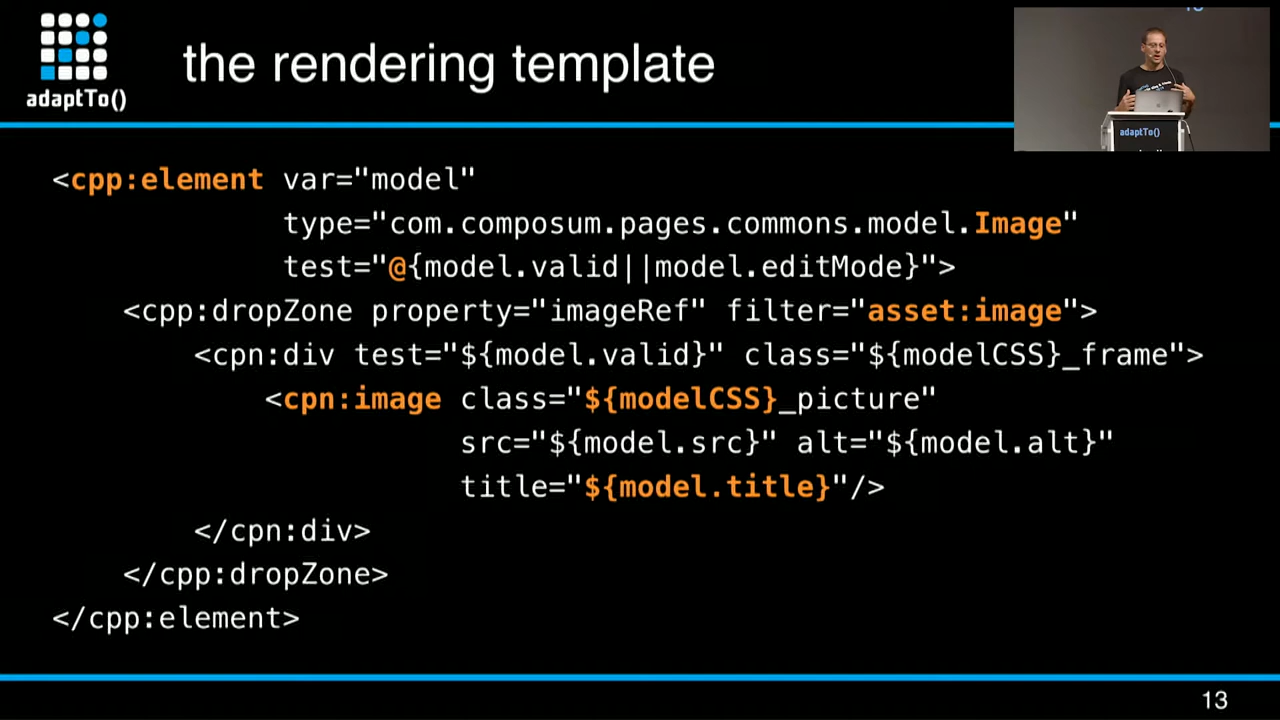 adaptTo()
the rendering template
adaptTo()
<cpp:element var="model"
type="com.composum.pages.commons.model.Image"
test="@{model.valid||model.editMode}">
<cpp:dropZone property="imageRef" filter="asset:image">
<cpn:div test="${model.valid}" class="${modelCSS}_frame">
<cpn:image class="${modelCSS}_picture"
src="${model.src}" alt="${model.alt}"
title="${model.title}"/>
</cpn:div>
</cpp:dropZone>
</cpp:element>
13